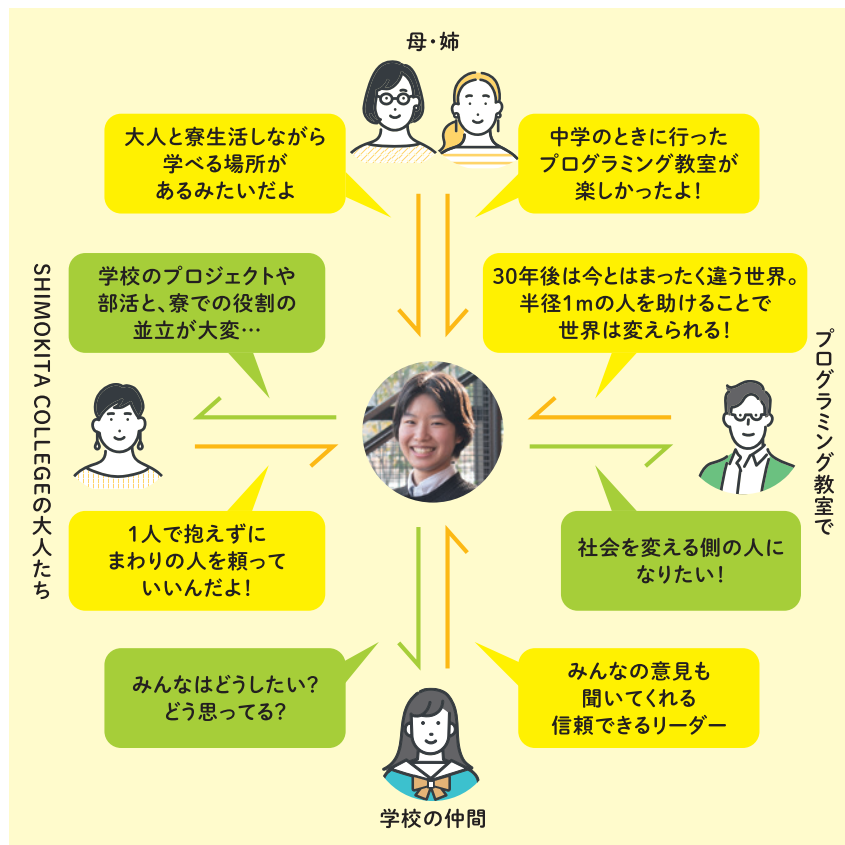 母・姉
大人と寮生活しながら
学べる場所が
あるみたいだよ
中学のときに行った
プログラミング教室が
楽しかったよ!
SHIMOKITA COLLEGEの大人たち
学校のプロジェクトや
部活と、寮での役割の
並立が大変…
30年後は今とはまったく違う世界。
半径1mの人を助けることで
世界は変えられる!
プログラミング教室で
1人で抱えずに
まわりの人を頼って
いいんだよ!
社会を変える側の人に
なりたい!
みんなはどうしたい?
どう思ってる?
みんなの意見も
聞いてくれる
信頼できるリーダー
学校の仲間